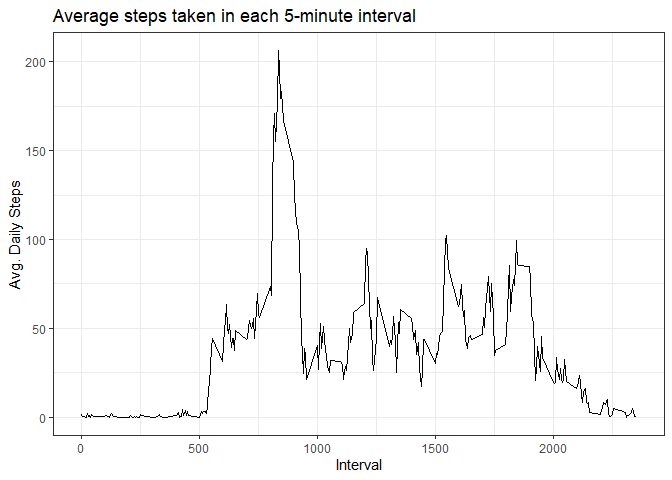 Average steps taken in each 5-minute interval
Avg. Daily Steps
200
150
100
50
0
0 500 1000 1500 2000
Interval